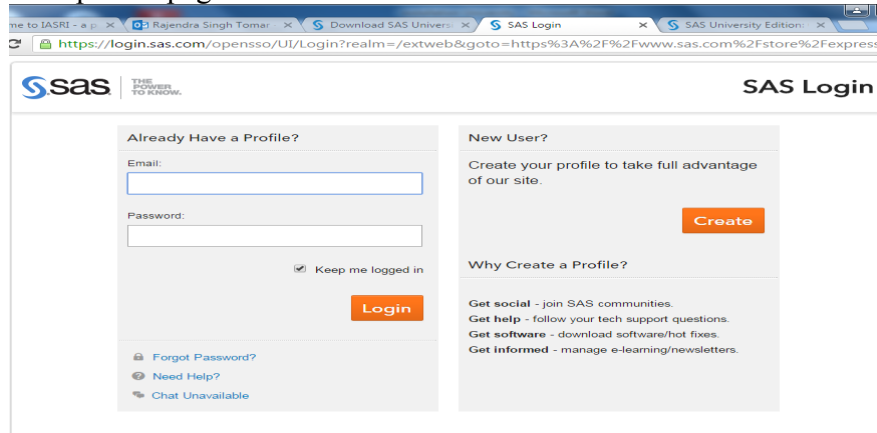 me to IASRI - a p
Rajendra Singh Tomar
Download SAS Univers
SAS Login
SAS University Edition:
https://login.sas.com/opensso/UI/Login?realm=/extweb&goto=https%3A%2F%2Fwww.sas.com%2Fstore%2Fexpress
sas
THE
POWER
TO KNOW.
SAS Login
Already Have a Profile?
Email:
Password:
Keep me logged in
Login
Forgot Password?
Need Help?
Chat Unavailable
New User?
Create your profile to take full advantage
of our site.
Create
Why Create a Profile?
Get social - join SAS communities.
Get help - follow your tech support questions.
Get software - download software/hot fixes.
Get informed - manage e-learning/newsletters.